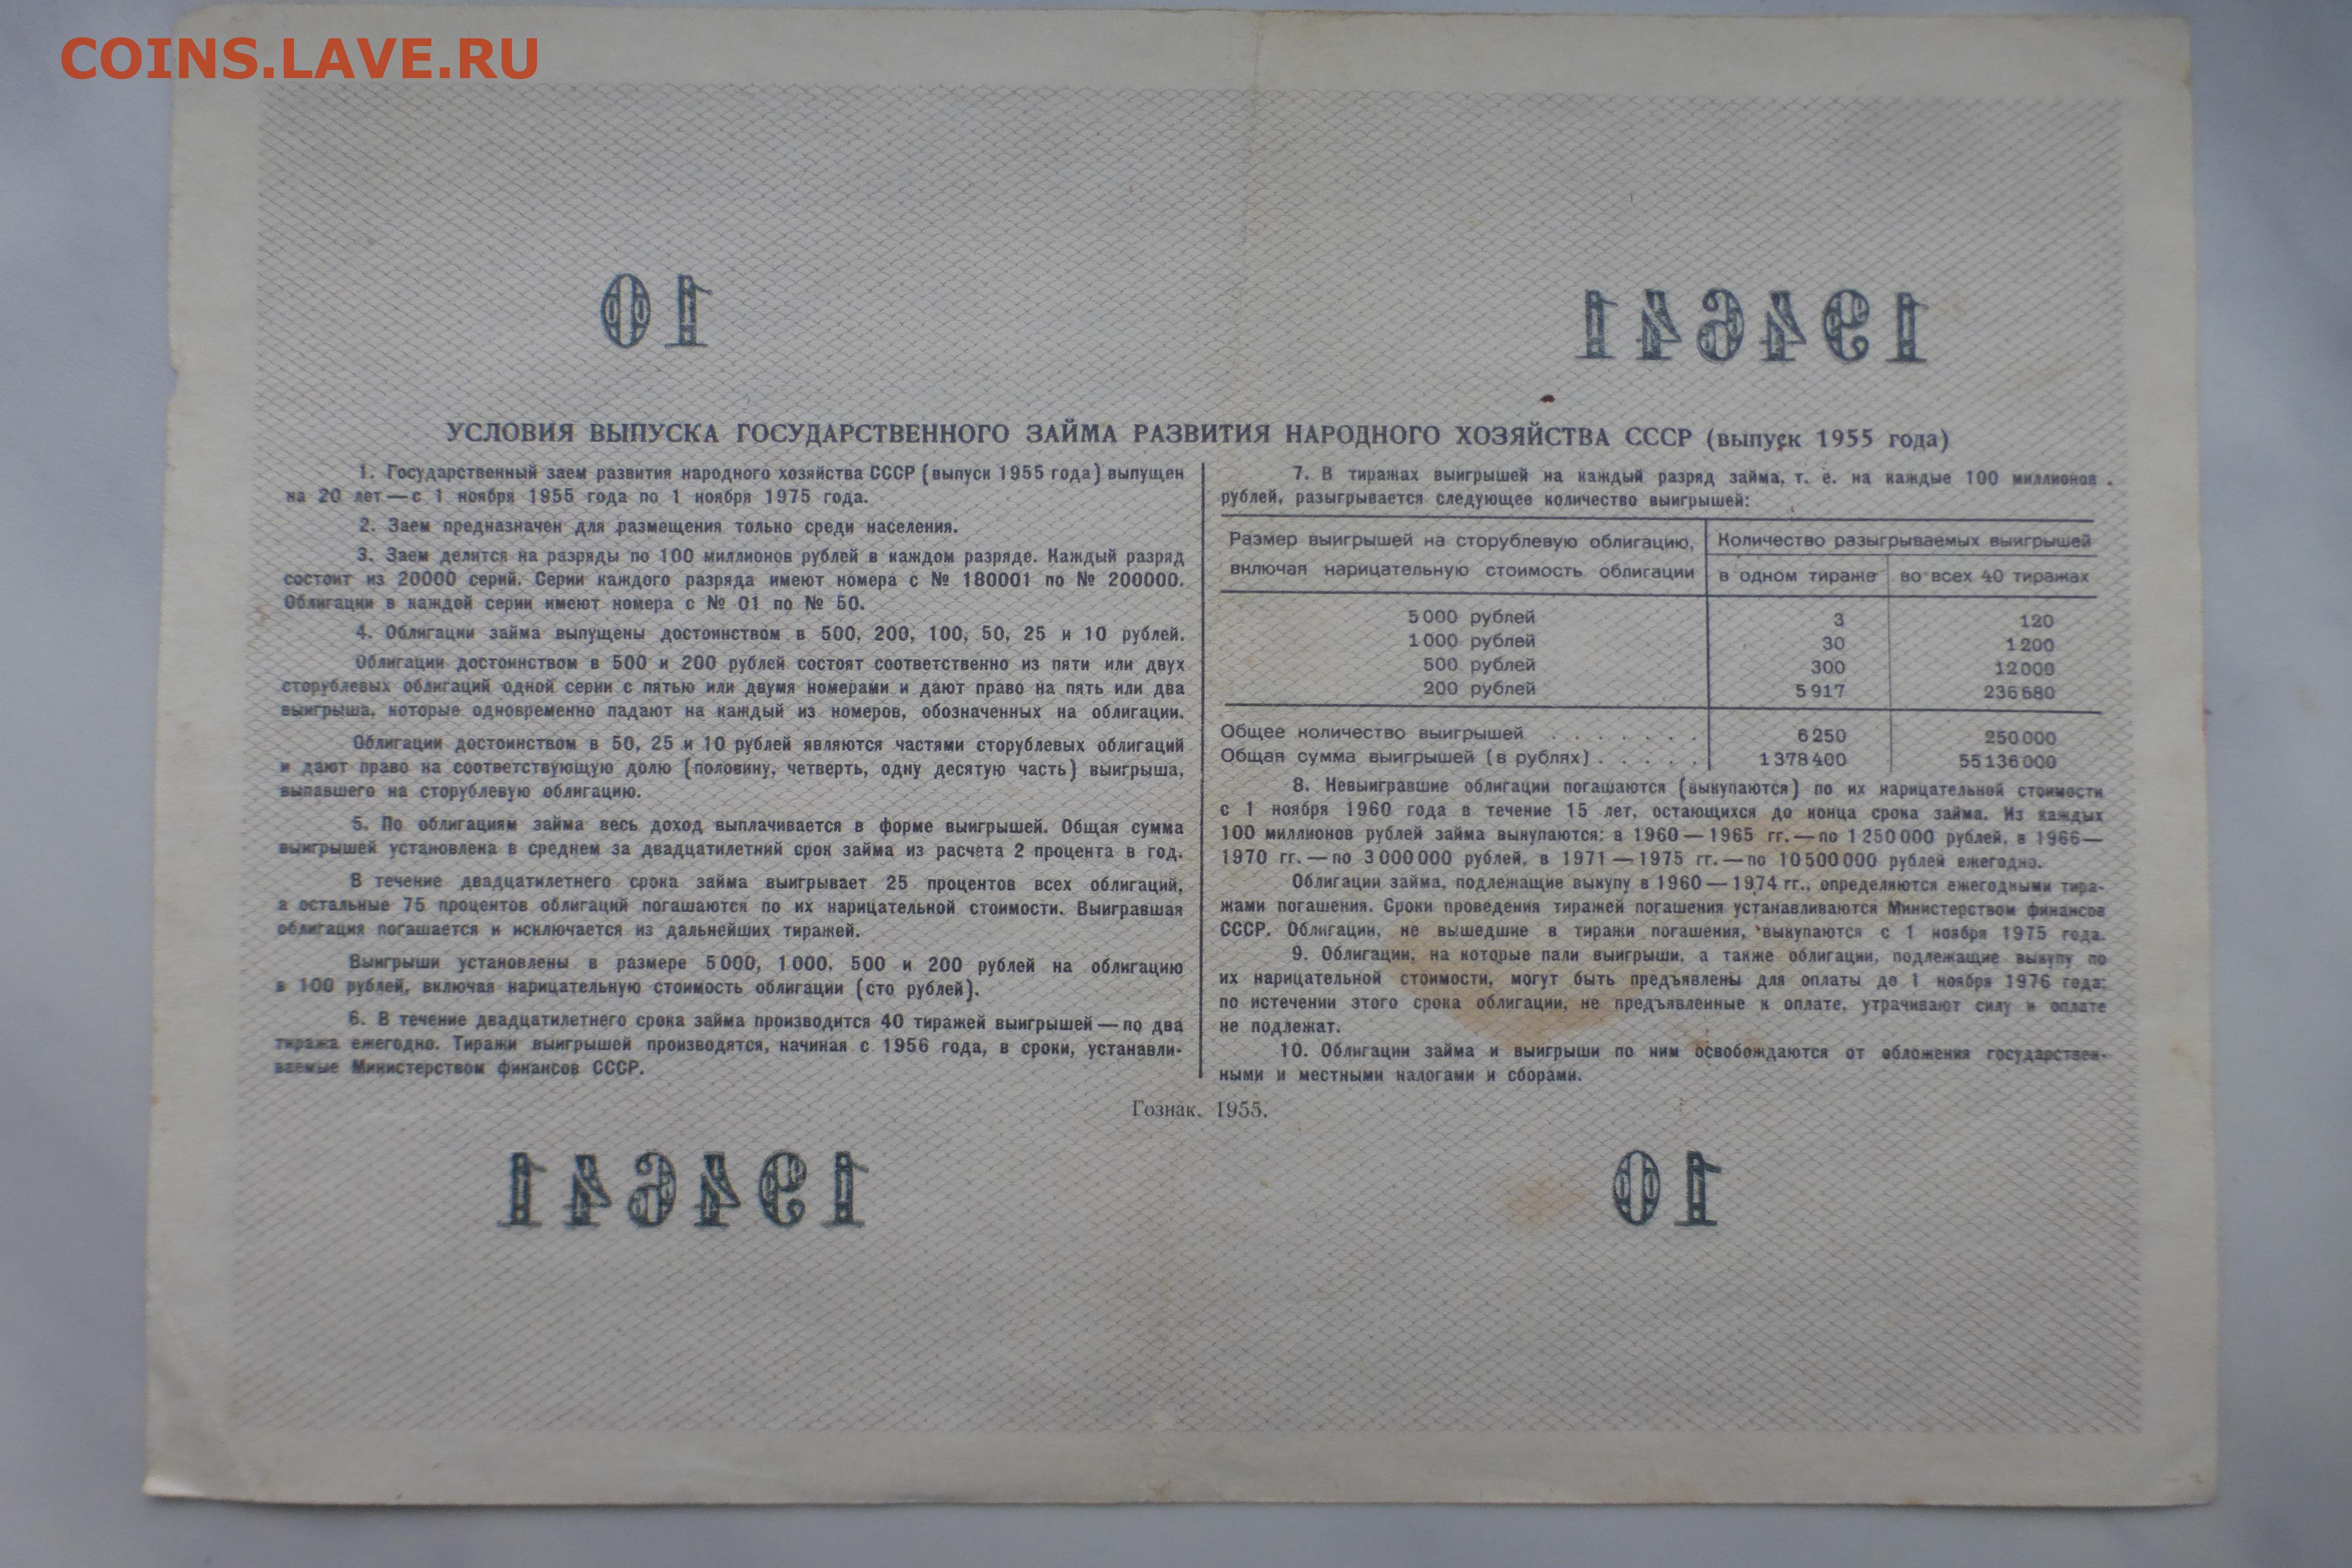 COINS.LAVE.RU
10
194641
УСЛОВИЯ ВЫПУСКА ГОСУДАРСТВЕННОГО ЗАЙМА РАЗВИТИЯ НАРОДНОГО ХОЗЯЙСТВА СССР (выпуск 1955 года)
1. Государственный заем развития народного хозяйства СССР (выпуск 1955 года) выпущен
на 20 лет — с 1 ноября 1955 года по 1 ноября 1975 года.
2. Заем предназначен для размещения только среди населения.
3. Заем делится на разряды по 100 миллионов рублей в каждом разряде. Каждый разряд
состоит из 20000 серий. Серии каждого разряда имеют номера с № 180001 по № 200000.
Облигации в каждой серии имеют номера с № 01 по № 50.
4. Облигации займа выпущены достоинством в 500, 200, 100, 50, 25 и 10 рублей.
Облигации достоинством в 500 и 200 рублей состоят соответственно из пяти или двух
сторублевых облигаций одной серии с пятью или двумя номерами и дают право на пять или два
выигрыша, которые одновременно падают на каждый из номеров, обозначенных на облигации.
Облигации достоинством в 50, 25 и 10 рублей являются частями сторублевых облигаций
и дают право на соответствующую долю (половину, четверть, одну десятую часть) выигрыша,
выпавшего на сторублевую облигацию.
5. По облигациям займа весь доход выплачивается в форме выигрышей. Общая сумма
выигрышей установлена в среднем за двадцатилетний срок займа из расчета 2 процента в год.
В течение двадцатилетнего срока займа выигрывает 25 процентов всех облигаций,
а остальные 75 процентов облигаций погашаются по их нарицательной стоимости. Выигравшая
облигация погашается и исключается из дальнейших тиражей.
Выигрыши установлены в размере 5000, 1000, 500 и 200 рублей на облигацию
в 100 рублей, включая нарицательную стоимость облигации (сто рублей).
6. В течение двадцатилетнего срока займа производится 40 тиражей выигрышей — по два
тиража ежегодно. Тиражи выигрышей производятся, начиная с 1956 года, в сроки, устанавли-
ваемые Министерством финансов СССР.
7. В тиражах выигрышей на каждый разряд займа, т. е. на каждые 100 миллионов
рублей, разыгрывается следующее количество выигрышей:
Размер выигрышей на сторублевую облигацию,
включая нарицательную стоимость облигации
Количество разыгрываемых выигрышей
в одном тираже во всех 40 тиражах
5000 рублей 3 120
1000 рублей 30 1200
500 рублей 300 12000
200 рублей 5917 236680
Общее количество выигрышей . . . . . . . 6250 250000
Общая сумма выигрышей (в рублях) . . . . . 1378400 55136000
8. Невыигравшие облигации погашаются (выкупаются) по их нарицательной стоимости
с 1 ноября 1960 года в течение 15 лет, остающихся до конца срока займа. Из каждых
100 миллионов рублей займа выкупаются: в 1960 — 1965 гг. — по 1250000 рублей, в 1966 —
1970 гг. — по 3000000 рублей, в 1971 — 1975 гг. — по 10500000 рублей ежегодно.
Облигации займа, подлежащие выкупу в 1960 — 1974 гг., определяются ежегодными тира-
жами погашения. Сроки проведения тиражей погашения устанавливаются Министерством финансов
СССР. Облигации, не вышедшие в тиражи погашения, выкупаются с 1 ноября 1975 года.
9. Облигации, на которые пали выигрыши, а также облигации, подлежащие выкупу по
их нарицательной стоимости, могут быть предъявлены для оплаты до 1 ноября 1976 года;
по истечении этого срока облигации, не предъявленные к оплате, утрачивают силу и оплате
не подлежат.
10. Облигации займа и выигрыши по ним освобождаются от обложения государствен-
ными и местными налогами и сборами.
Гознак. 1955.
194641
10